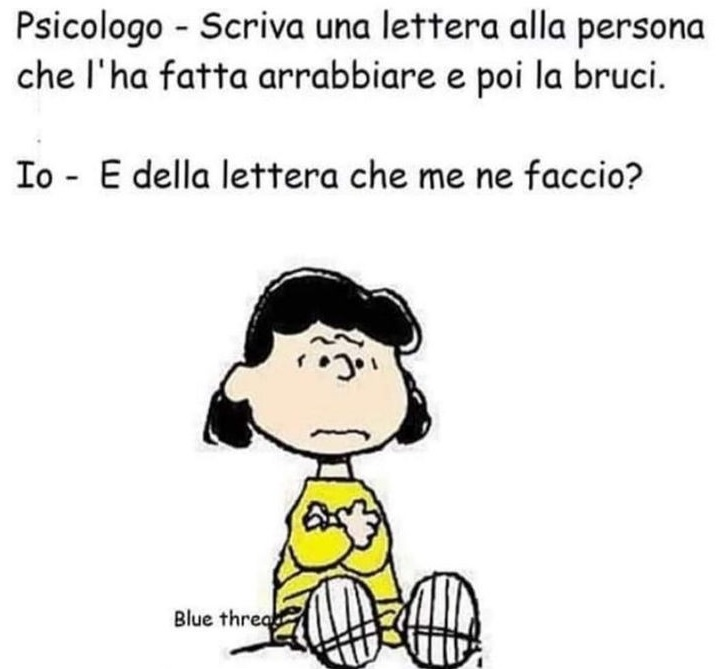 Psicologo - Scriva una lettera alla persona
che l'ha fatta arrabbiare e poi la bruci.
Io - E della lettera che me ne faccio?
Blue